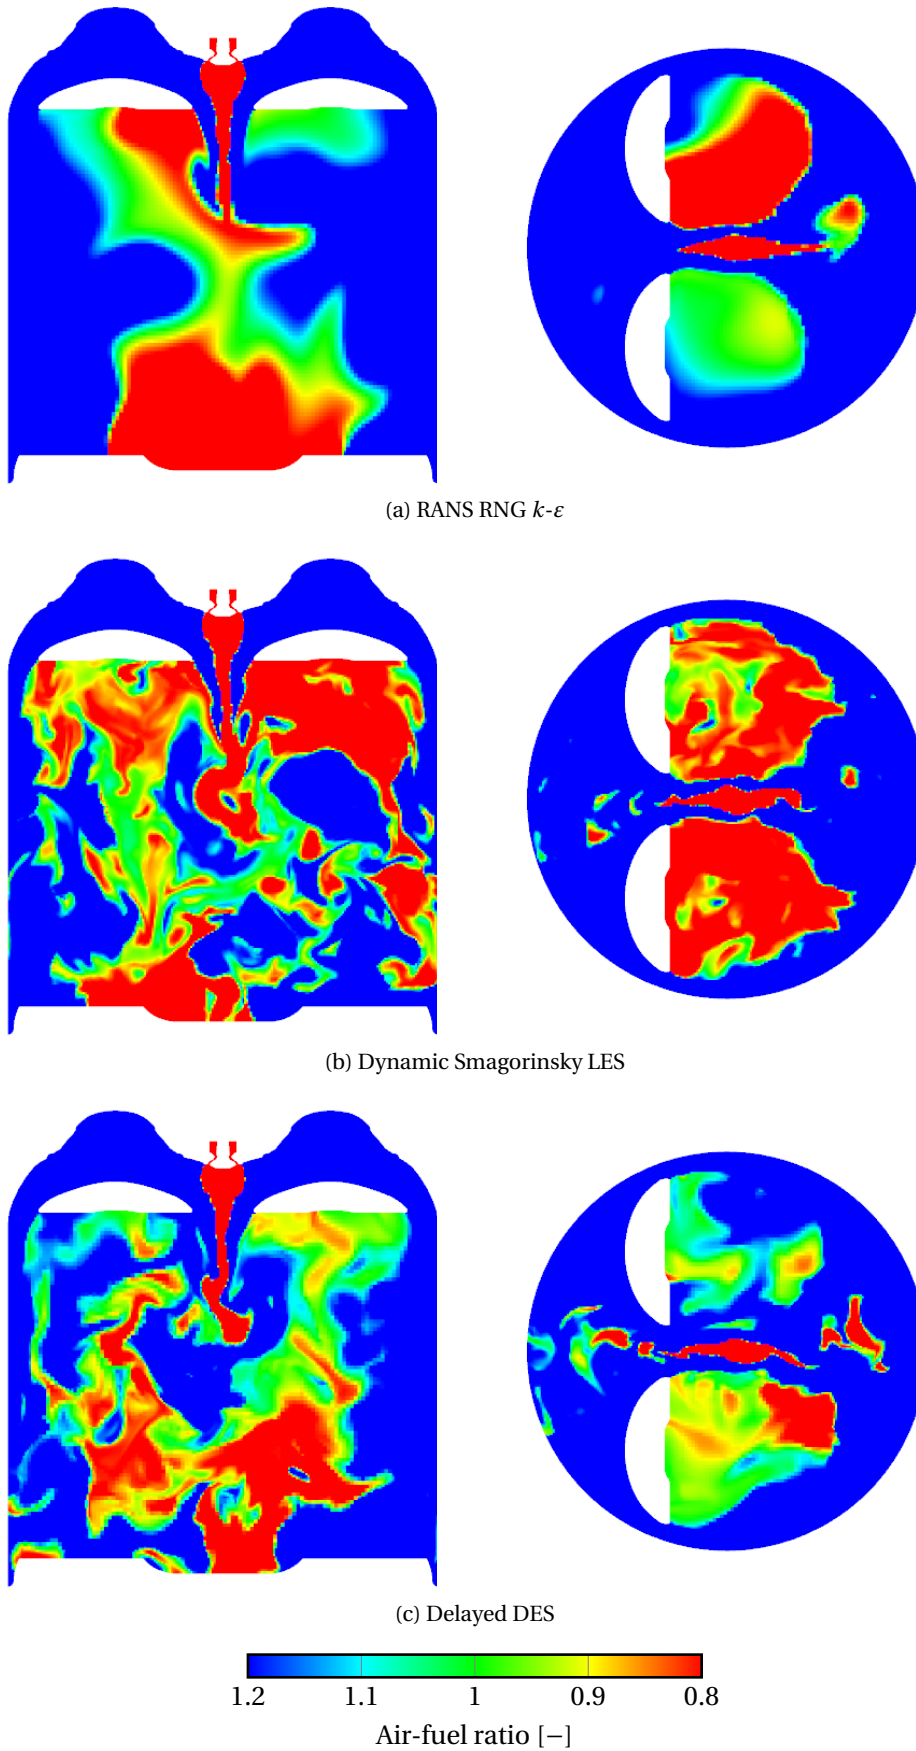 (a) RANS RNG k-ε
(b) Dynamic Smagorinsky LES
(c) Delayed DES
1.2 1.1 1 0.9 0.8
Air-fuel ratio [−]